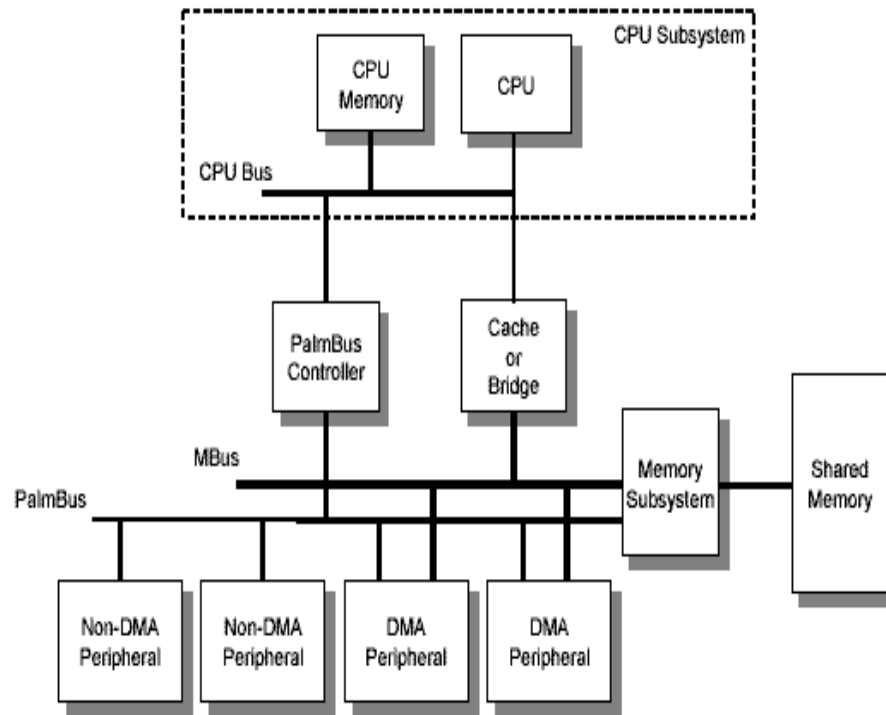 CPU Subsystem
CPU
Memory
CPU
CPU Bus
PalmBus
Controller
Cache
or
Bridge
MBus
Memory
Subsystem
Shared
Memory
PalmBus
Non-DMA
Peripheral
Non-DMA
Peripheral
DMA
Peripheral
DMA
Peripheral